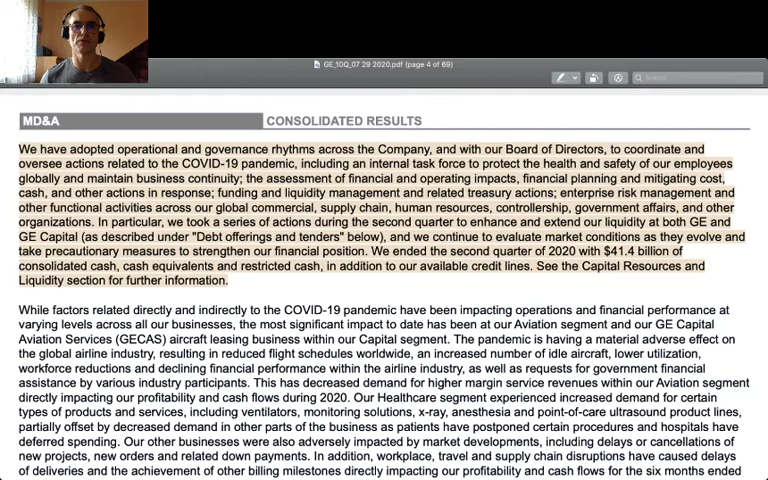 GE_10Q_07 29 2020.pdf (page 4 of 69)
Search
MD&A CONSOLIDATED RESULTS
We have adopted operational and governance rhythms across the Company, and with our Board of Directors, to coordinate and
oversee actions related to the COVID-19 pandemic, including an internal task force to protect the health and safety of our employees
globally and maintain business continuity; the assessment of financial and operating impacts, financial planning and mitigating cost,
cash, and other actions in response; funding and liquidity management and related treasury actions; enterprise risk management and
other functional activities across our global commercial, supply chain, human resources, controllership, government affairs, and other
organizations. In particular, we took a series of actions during the second quarter to enhance and extend our liquidity at both GE and
GE Capital (as described under "Debt offerings and tenders" below), and we continue to evaluate market conditions as they evolve and
take precautionary measures to strengthen our financial position. We ended the second quarter of 2020 with $41.4 billion of
consolidated cash, cash equivalents and restricted cash, in addition to our available credit lines. See the Capital Resources and
Liquidity section for further information.
While factors related directly and indirectly to the COVID-19 pandemic have been impacting operations and financial performance at
varying levels across all our businesses, the most significant impact to date has been at our Aviation segment and our GE Capital
Aviation Services (GECAS) aircraft leasing business within our Capital segment. The pandemic is having a material adverse effect on
the global airline industry, resulting in reduced flight schedules worldwide, an increased number of idle aircraft, lower utilization,
workforce reductions and declining financial performance within the airline industry, as well as requests for government financial
assistance by various industry participants. This has decreased demand for higher margin service revenues within our Aviation segment
directly impacting our profitability and cash flows during 2020. Our Healthcare segment experienced increased demand for certain
types of products and services, including ventilators, monitoring solutions, x-ray, anesthesia and point-of-care ultrasound product lines,
partially offset by decreased demand in other parts of the business as patients have postponed certain procedures and hospitals have
deferred spending. Our other businesses were also adversely impacted by market developments, including delays or cancellations of
new projects, new orders and related down payments. In addition, workplace, travel and supply chain disruptions have caused delays
of deliveries and the achievement of other billing milestones directly impacting our profitability and cash flows for the six months ended